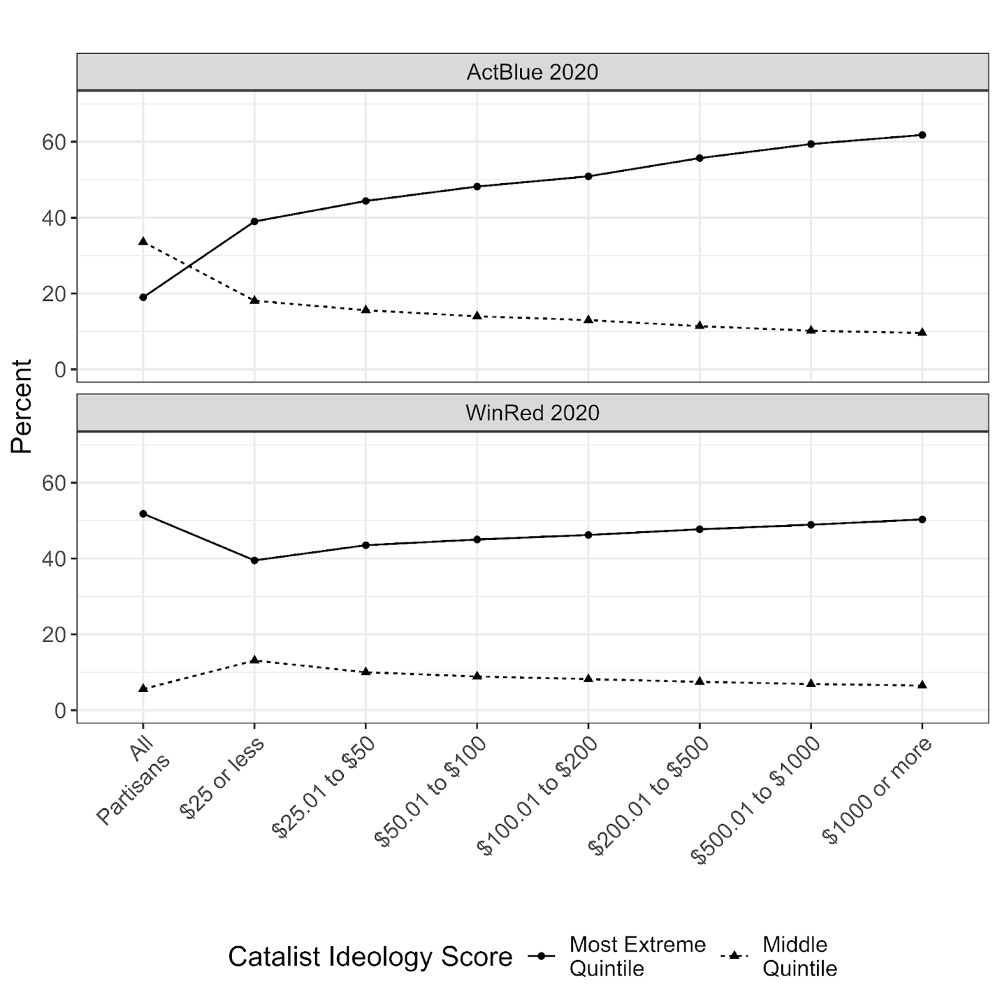 ActBlue 2020
60
40
20
0
Percent
WinRed 2020
60
40
20
0
All
Partisans
$25 or less
$25.01 to $50
$50.01 to $100
$100.01 to $200
$200.01 to $500
$500.01 to $1000
$1000 or more
Catalist Ideology Score
Most Extreme
Quintile
Middle
Quintile